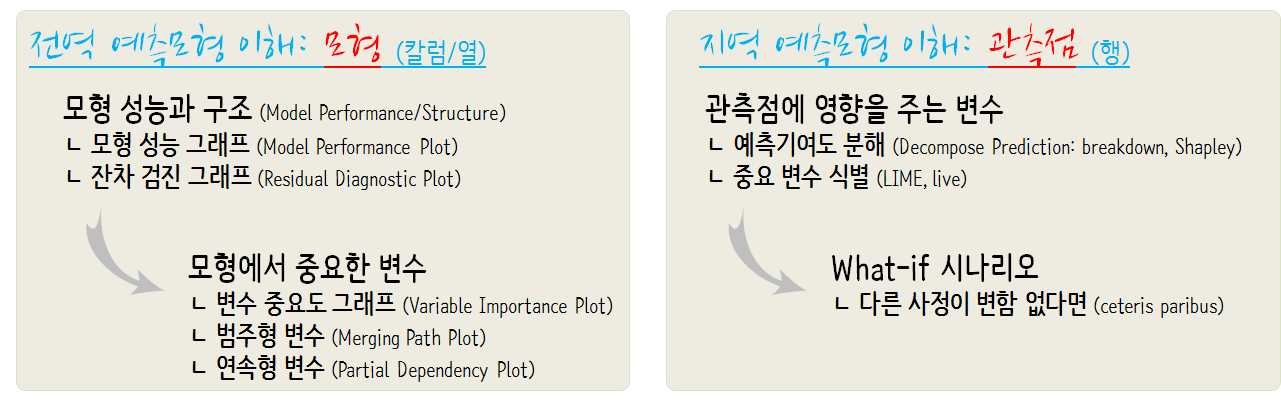 전역 예측모형 이해: 모형 (칼럼/열)
모형 성능과 구조 (Model Performance/Structure)
ㄴ 모형 성능 그래프 (Model Performance Plot)
ㄴ 잔차 검진 그래프 (Residual Diagnostic Plot)
모형에서 중요한 변수
ㄴ 변수 중요도 그래프 (Variable Importance Plot)
ㄴ 범주형 변수 (Merging Path Plot)
ㄴ 연속형 변수 (Partial Dependency Plot)
지역 예측모형 이해: 관측점 (행)
관측점에 영향을 주는 변수
ㄴ 예측기여도 분해 (Decompose Prediction: breakdown, Shapley)
ㄴ 중요 변수 식별 (LIME, live)
What-if 시나리오
ㄴ 다른 사정이 변함 없다면 (ceteris paribus)